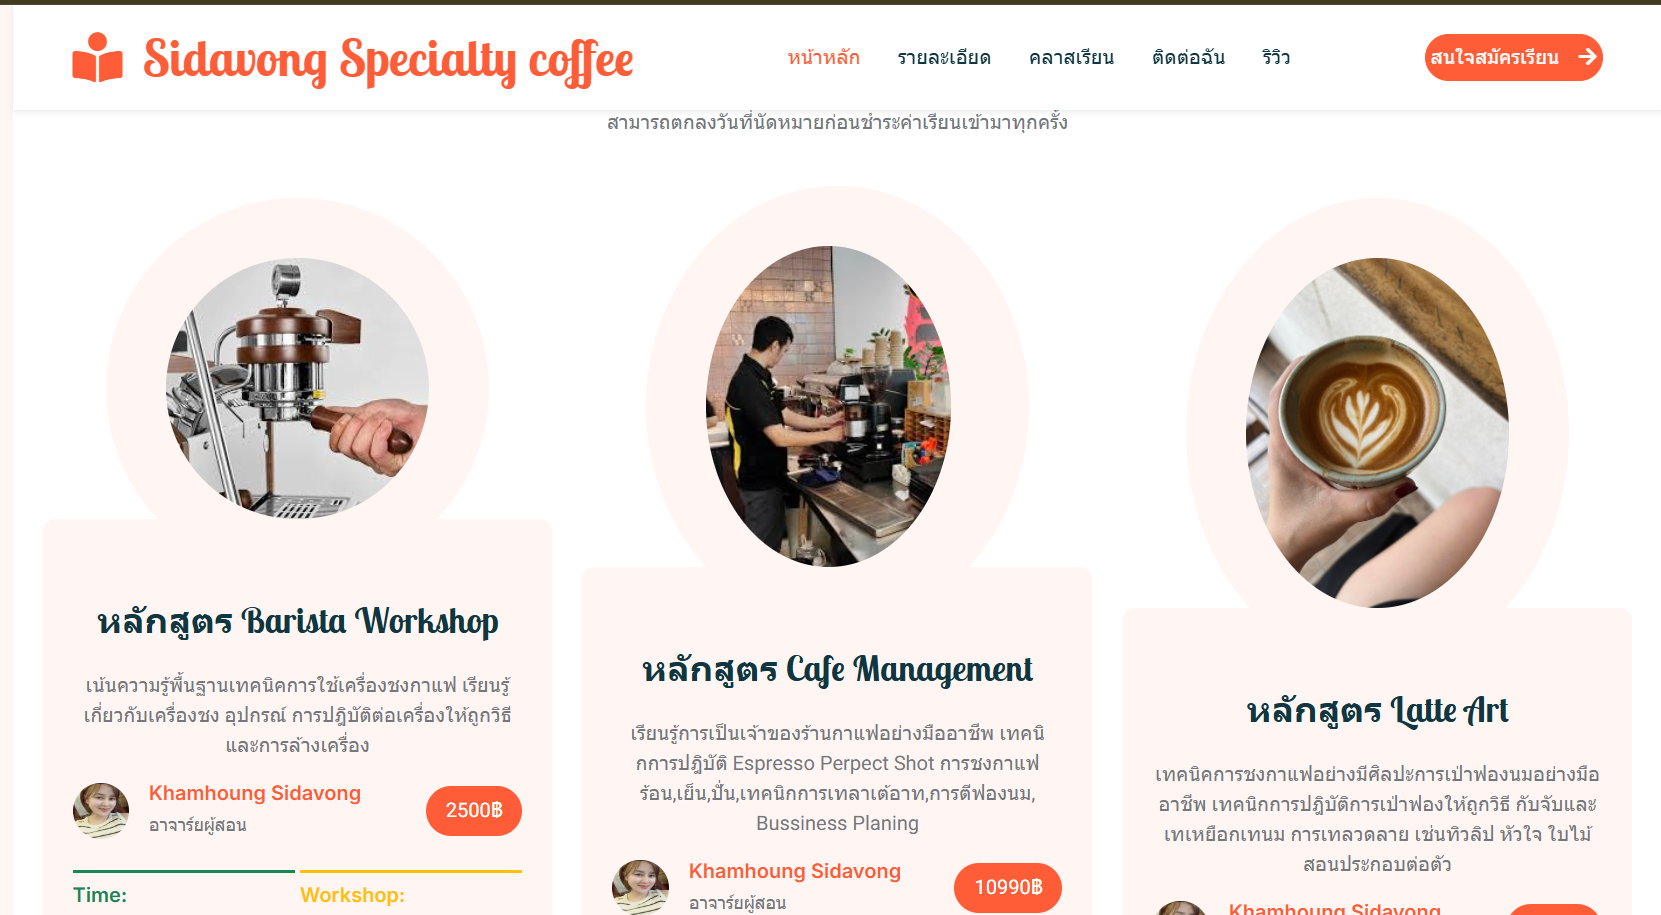 Sidavong Specialty coffee
หน้าหลัก
รายละเอียด
คลาสเรียน
ติดต่อฉัน
ริวิว
สนใจสมัครเรียน
สามารถตกลงวันที่นัดหมายก่อนชำระค่าเรียนเข้ามาทุกครั้ง
หลักสูตร Barista Workshop
เน้นความรู้พื้นฐานเทคนิคการใช้เครื่องชงกาแฟ เรียนรู้
เกี่ยวกับเครื่องชง อุปกรณ์ การปฎิบัติต่อเครื่องให้ถูกวิธี
และการล้างเครื่อง
Khamhoung Sidavong
อาจาร์ยผู้สอน
2500฿
Time:
Workshop:
หลักสูตร Cafe Management
เรียนรู้การเป็นเจ้าของร้านกาแฟอย่างมืออาชีพ เทคนิ
กการปฎิบัติ Espresso Perpect Shot การชงกาแฟ
ร้อน,เย็น,ปั่น,เทคนิกการเทลาเต้อาท,การตีฟองนม,
Bussiness Planing
Khamhoung Sidavong
อาจาร์ยผู้สอน
10990฿
หลักสูตร Latte Art
เทคนิคการชงกาแฟอย่างมีศิลปะการเป่าฟองนมอย่างมือ
อาชีพ เทคนิกการปฎิบัติการเป่าฟองให้ถูกวิธี กับจับและ
ทเหยือกเทนม การเทลวดลาย เช่นทิวลิป หัวใจ ใบไม้
สอนประกอบต่อตัว
Khamhoung Sidavong